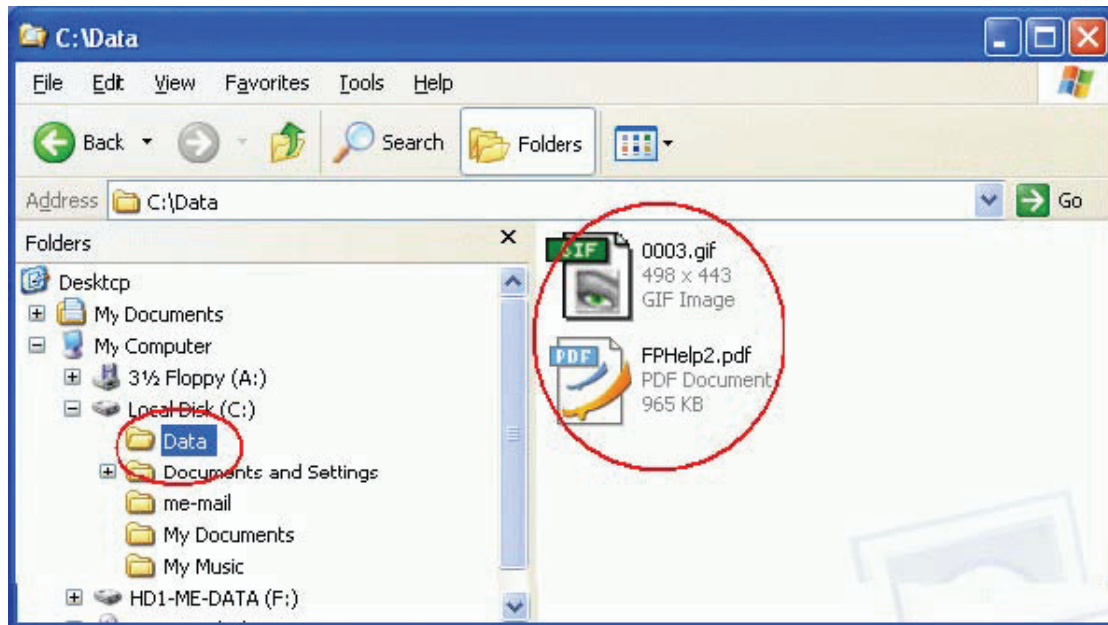 C:\Data
File Edit View Favorites Tools Help
Back Search Folders
Address C:\Data Go
Folders X
Desktop
My Documents
My Computer
3½ Floppy (A:)
Local Disk (C:)
Data
Documents and Settings
me-mail
My Documents
My Music
HD1-ME-DATA (F:)
GIF
0003.gif
498 x 443
GIF Image
PDF
FPHelp2.pdf
PDF Document
965 KB